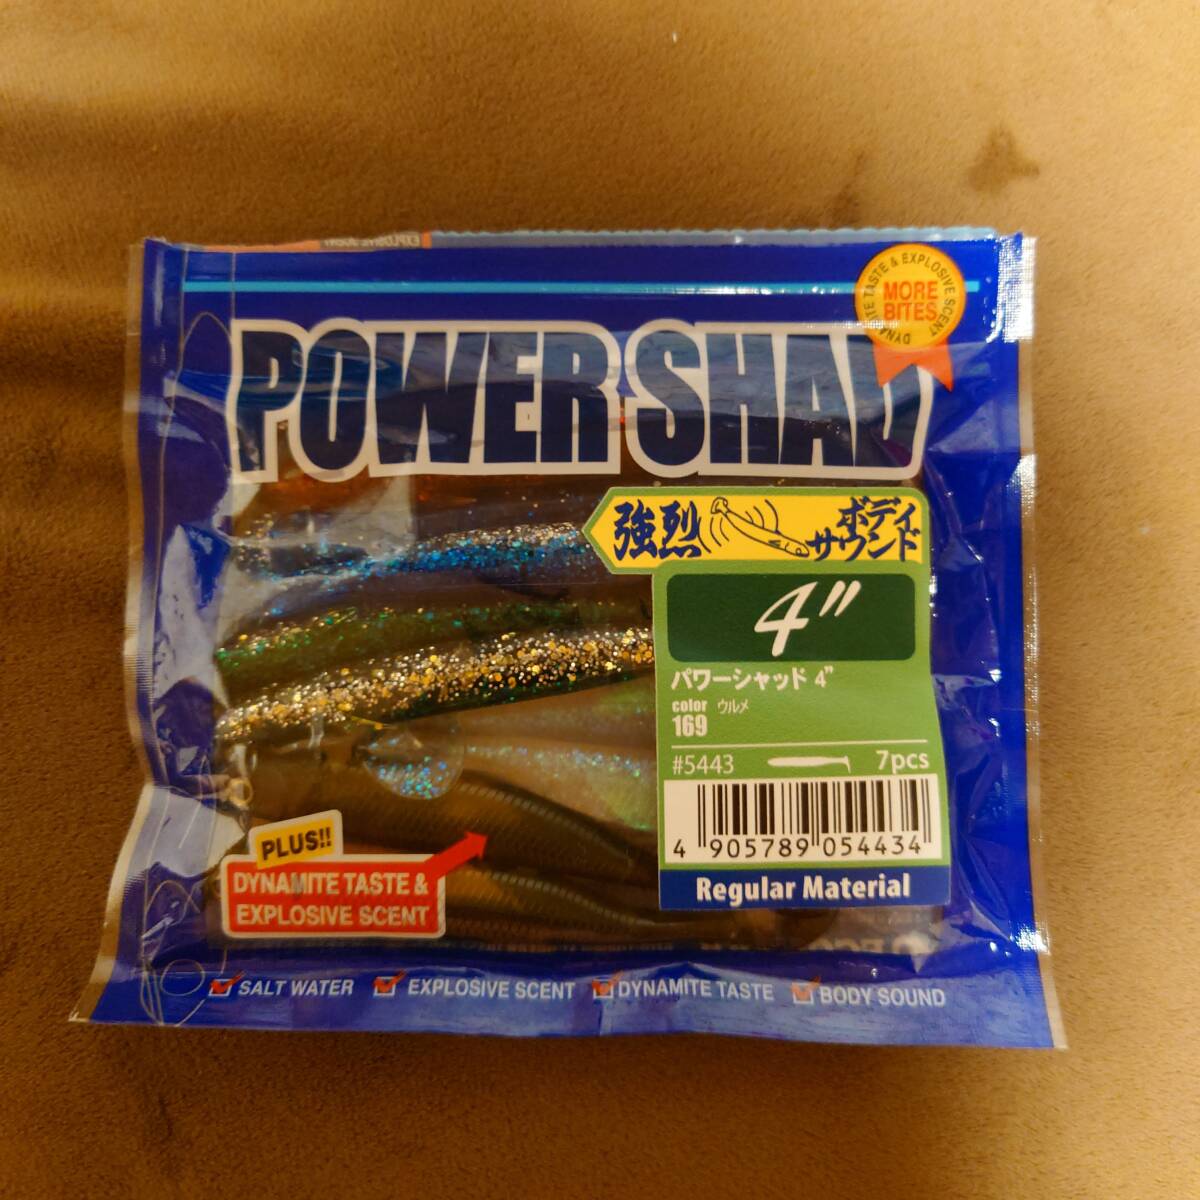 EXPLOSIVE SCENT
DYNAMITE TASTE & EXPLOSIVE SCENT
MORE
BITES
POWER SHAD
強烈
ボディ
サウンド
4"
パワーシャッド 4"
color ウルメ
169
#5443 7pcs
4 905789 054434
Regular Material
PLUS!!
DYNAMITE TASTE &
EXPLOSIVE SCENT
SALT WATER EXPLOSIVE SCENT DYNAMITE TASTE BODY SOUND